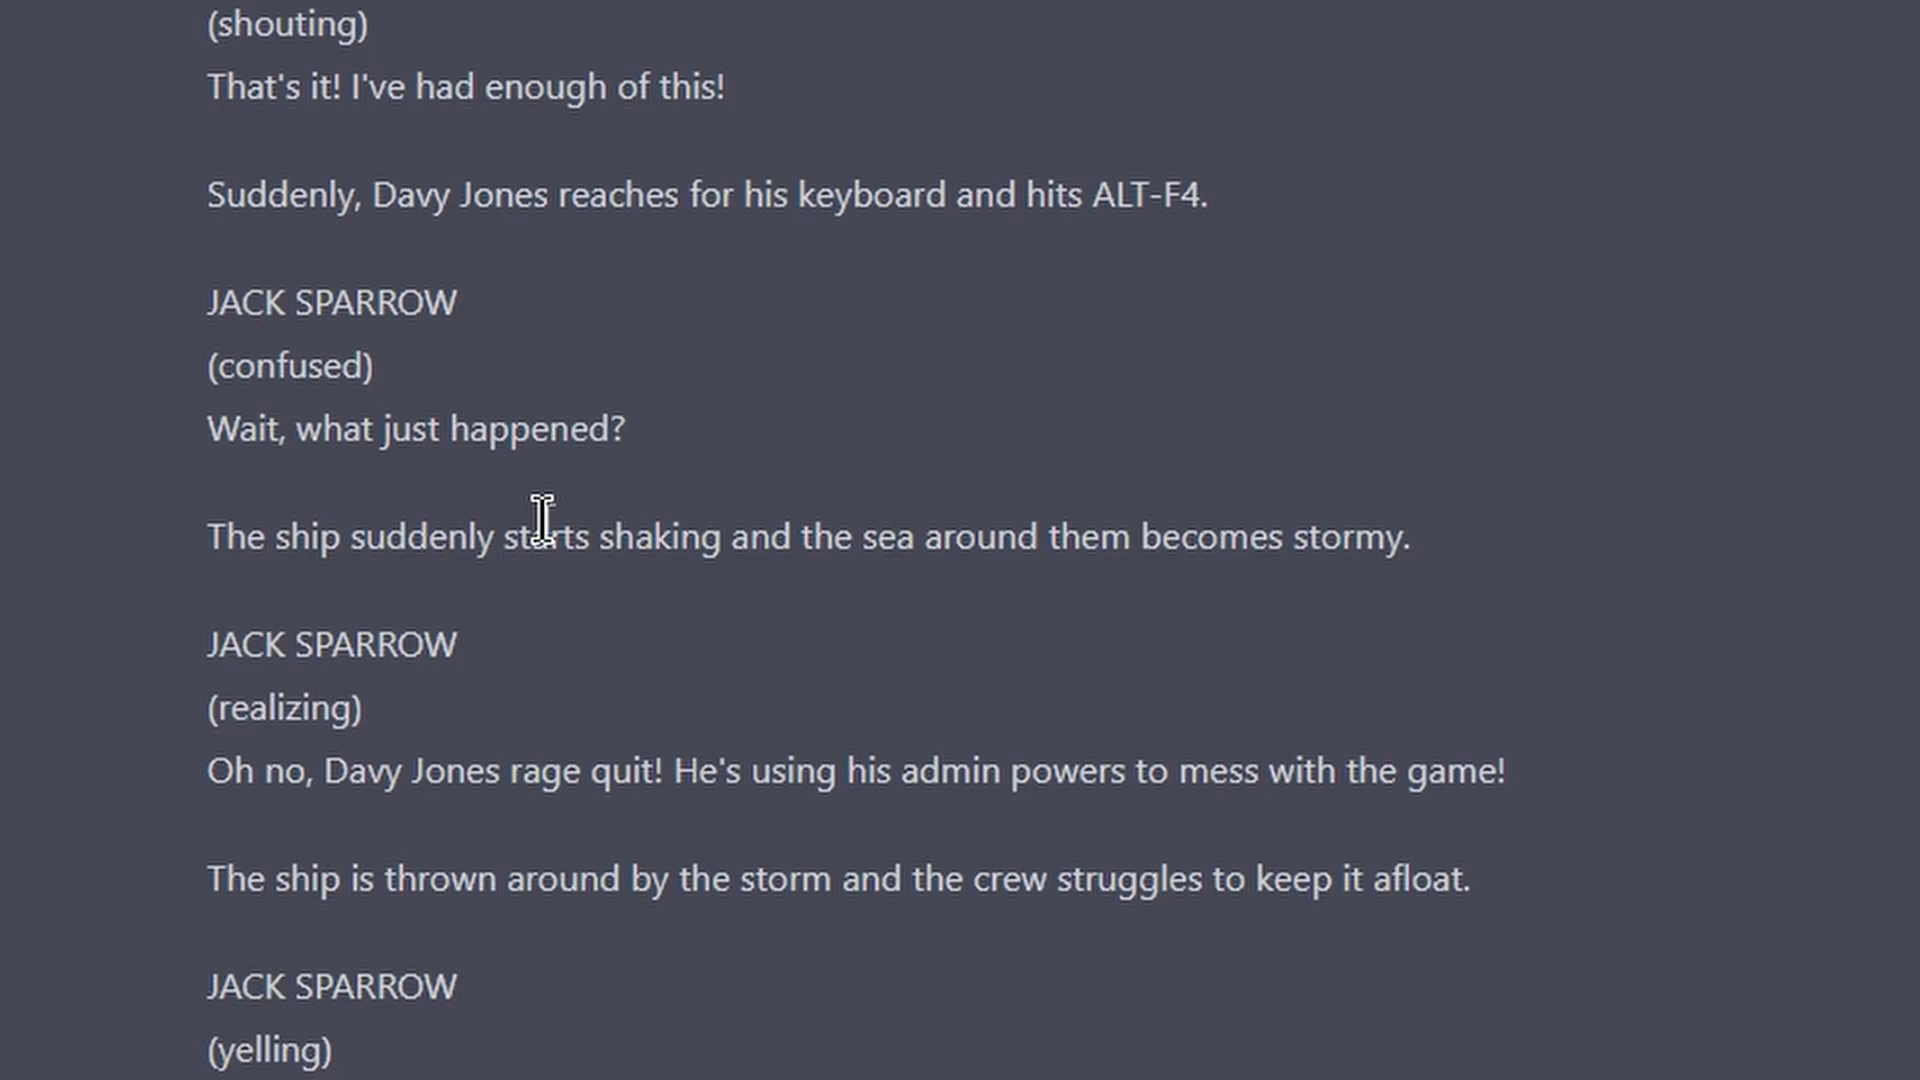 (shouting)
That's it! I've had enough of this!
Suddenly, Davy Jones reaches for his keyboard and hits ALT-F4.
JACK SPARROW
(confused)
Wait, what just happened?
The ship suddenly starts shaking and the sea around them becomes stormy.
JACK SPARROW
(realizing)
Oh no, Davy Jones rage quit! He's using his admin powers to mess with the game!
The ship is thrown around by the storm and the crew struggles to keep it afloat.
JACK SPARROW
(yelling)